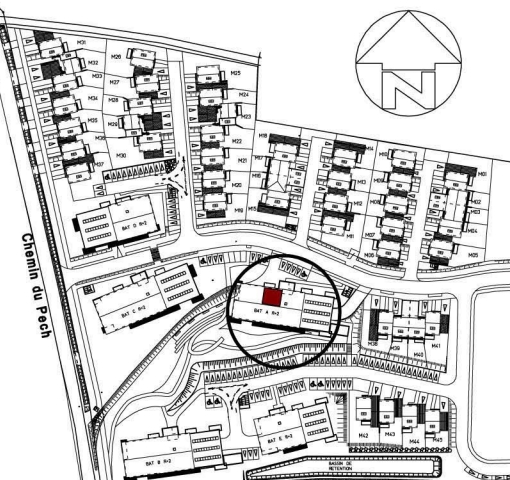 N
M31
M32
M33
M34
M35
M36
M37
M26
M27
M28
M29
M30
M25
M24
M23
M22
M21
M20
M19
M18
M17
M16
M15
M14
M13
M12
M11
M10
M09
M08
M07
M06
M01
M02
M03
M04
M05
BAT D R+2
Chemin du Pech
BAT C R+2
BAT A R+2
M38
M39
M40
M41
BAT B R+2
BAT E R+2
M42
M43
M44
M45
BASSIN DE
RETENTION